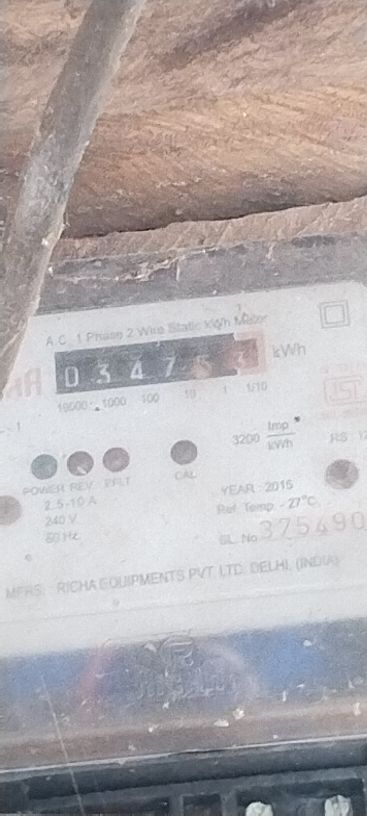 A.C. 1 Phase 2 Wire Static kWh Meter
0 3 4 7 kWh
10000 1000 100 10 1 1/10
3200 Imp/kWh
POWER REV CAL
2.5-10 A
240 V
50 Hz
YEAR : 2015
Ref. Temp. - 27°C
SL. No. 375490
MFRS. : RICHA EQUIPMENTS PVT. LTD. DELHI, (INDIA)